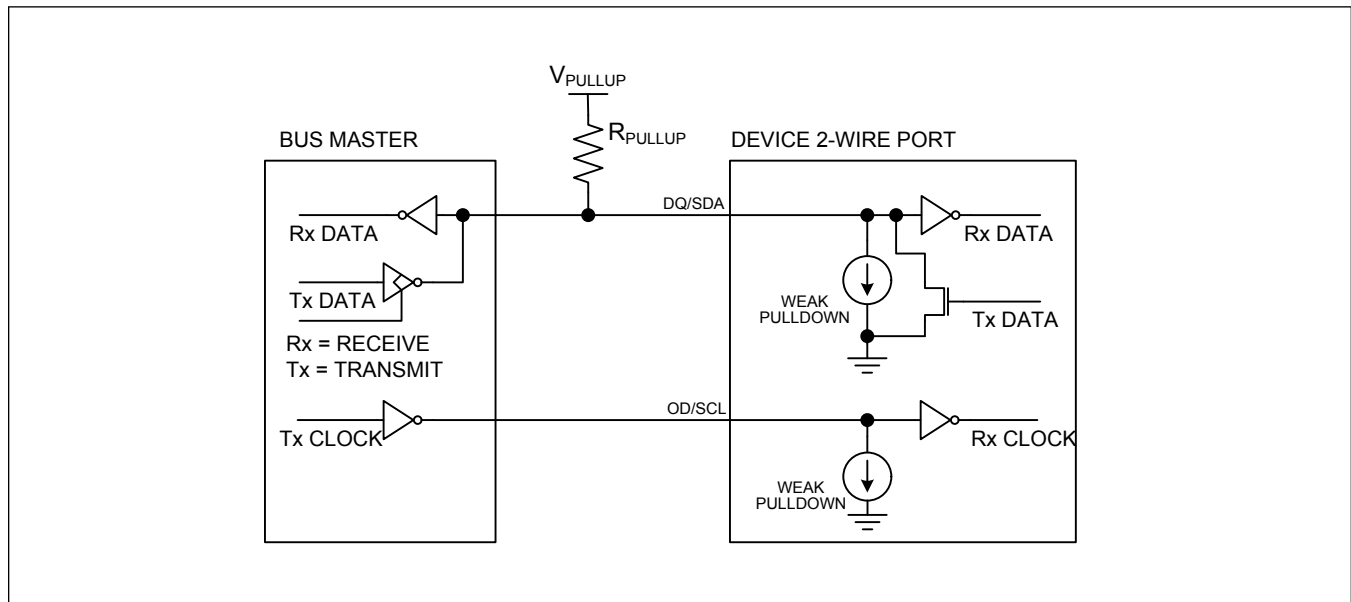 VPULLUP
RPULLUP
BUS MASTER
DEVICE 2-WIRE PORT
DQ/SDA
Rx DATA
Rx DATA
Tx DATA
WEAK
PULLDOWN
Tx DATA
Rx = RECEIVE
Tx = TRANSMIT
OD/SCL
Tx CLOCK
Rx CLOCK
WEAK
PULLDOWN